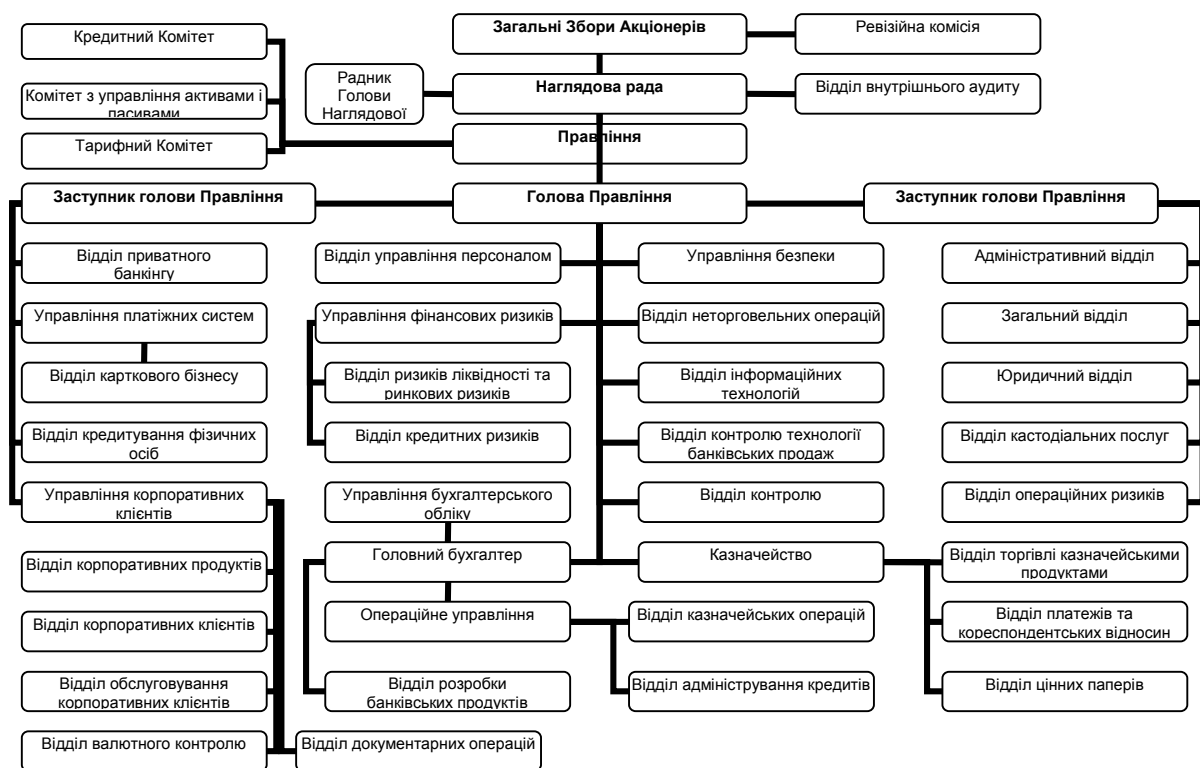 Кредитний Комітет
Загальні Збори Акціонерів
Ревізійна комісія
Комітет з управління активами і
пасивами
Радник
Голови
Наглядової
Наглядова рада
Відділ внутрішнього аудиту
Тарифний Комітет
Правління
Заступник голови Правління
Голова Правління
Заступник голови Правління
Відділ приватного
банкінгу
Відділ управління персоналом
Управління безпеки
Адміністративний відділ
Управління платіжних систем
Управління фінансових ризиків
Відділ неторговельних операцій
Загальний відділ
Відділ карткового бізнесу
Відділ ризиків ліквідності та
ринкових ризиків
Відділ інформаційних
технологій
Юридичний відділ
Відділ кредитування фізичних
осіб
Відділ кредитних ризиків
Відділ контролю технології
банківських продаж
Відділ кастодіальних послуг
Управління корпоративних
клієнтів
Управління бухгалтерського
обліку
Відділ контролю
Відділ операційних ризиків
Відділ корпоративних продуктів
Головний бухгалтер
Казначейство
Відділ торгівлі казначейськими
продуктами
Відділ корпоративних клієнтів
Операційне управління
Відділ казначейських операцій
Відділ платежів та
кореспондентських відносин
Відділ обслуговування
корпоративних клієнтів
Відділ розробки
банківських продуктів
Відділ адміністрування кредитів
Відділ цінних паперів
Відділ валютного контролю
Відділ документарних операцій